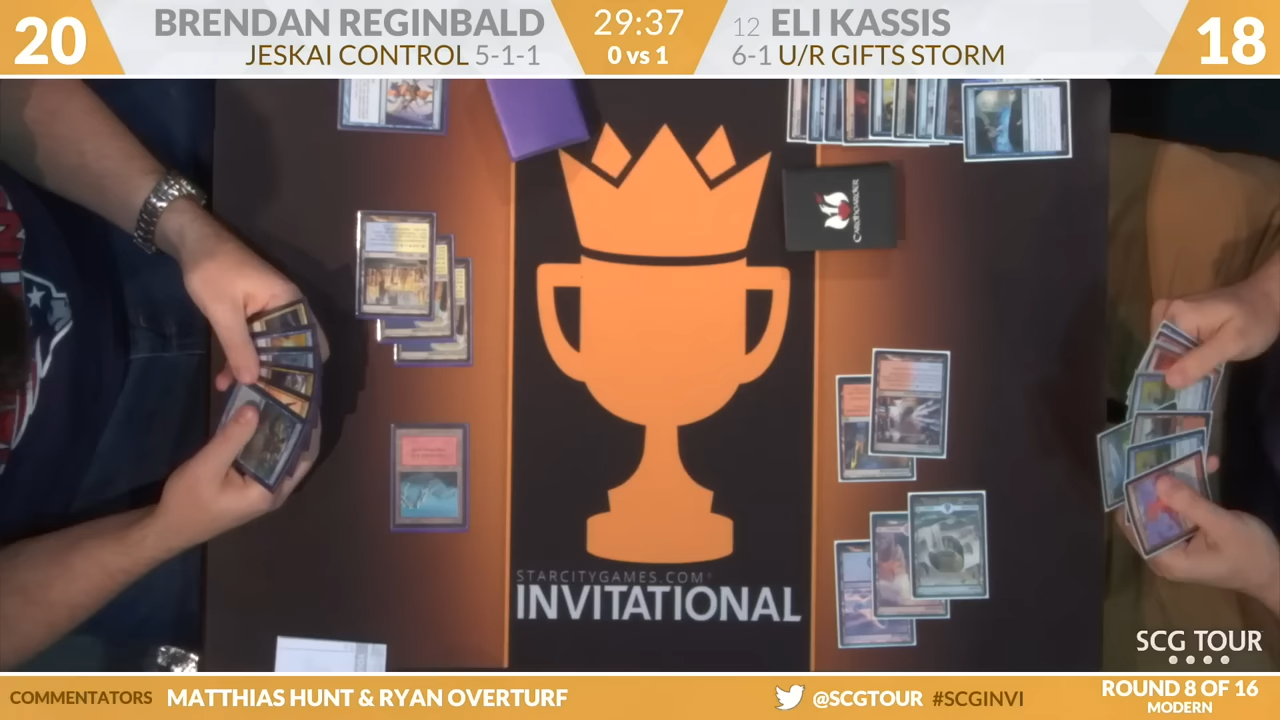 20
BRENDAN REGINBALD
JESKAI CONTROL 5-1-1
29:37
0 vs 1
12 ELI KASSIS
6-1 U/R GIFTS STORM
18
CARDHOARDER
STARCITYGAMES.COM®
INVITATIONAL
SCG TOUR
COMMENTATORS MATTHIAS HUNT & RYAN OVERTURF
@SCGTOUR #SCGINVI
ROUND 8 OF 16
MODERN